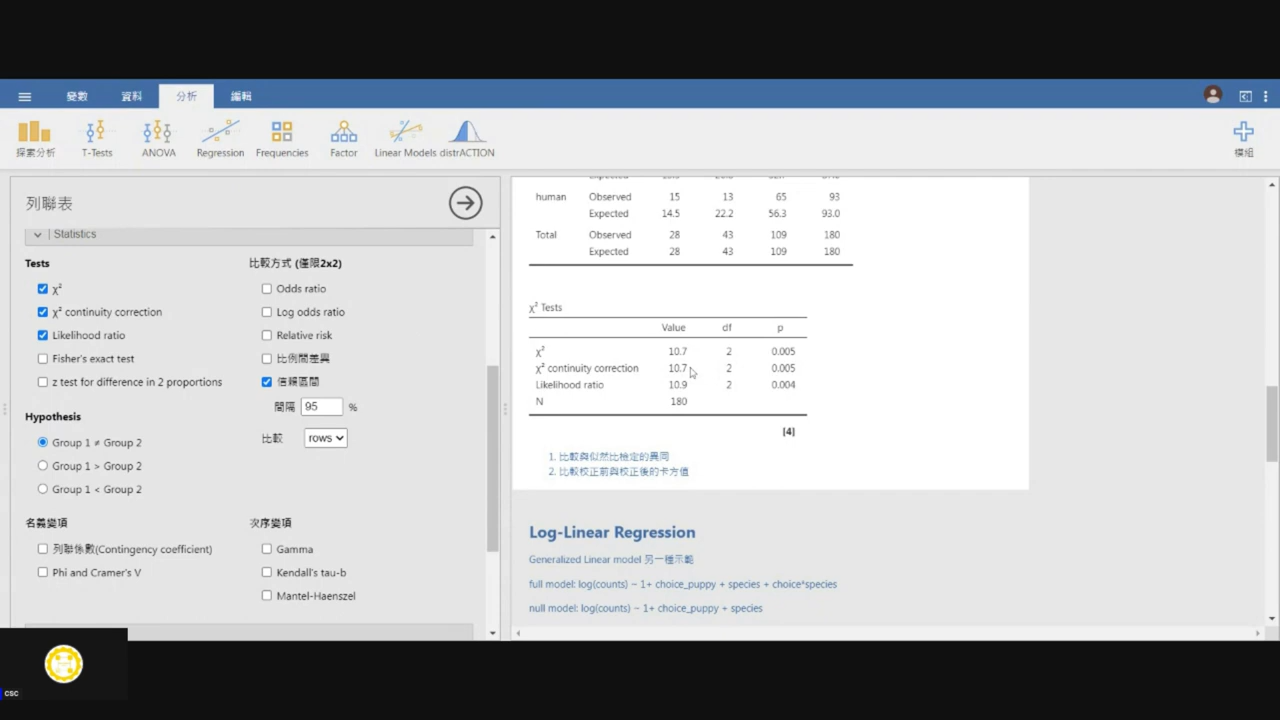 變數 資料 分析 編輯
探索分析 T-Tests ANOVA Regression Frequencies Factor Linear Models distrACTION 模組
列聯表
Statistics
Tests 比較方式 (僅限2x2)
χ² Odds ratio
χ² continuity correction Log odds ratio
Likelihood ratio Relative risk
Fisher's exact test 比例間差異
z test for difference in 2 proportions 信賴區間
間隔 95 %
Hypothesis
比較 rows
Group 1 ≠ Group 2
Group 1 > Group 2
Group 1 < Group 2
名義變項 次序變項
列聯係數(Contingency coefficient) Gamma
Phi and Cramer's V Kendall's tau-b
Mantel-Haenszel
human Observed 15 13 65 93
Expected 14.5 22.2 56.3 93.0
Total Observed 28 43 109 180
Expected 28 43 109 180
χ² Tests
Value df p
χ² 10.7 2 0.005
χ² continuity correction 10.7 2 0.005
Likelihood ratio 10.9 2 0.004
N 180
[4]
1. 比較與似然比檢定的異同
2. 比較校正前與校正後的卡方值
Log-Linear Regression
Generalized Linear model 另一種示範
full model: log(counts) ~ 1+ choice_puppy + species + choice*species
null model: log(counts) ~ 1+ choice_puppy + species
csc